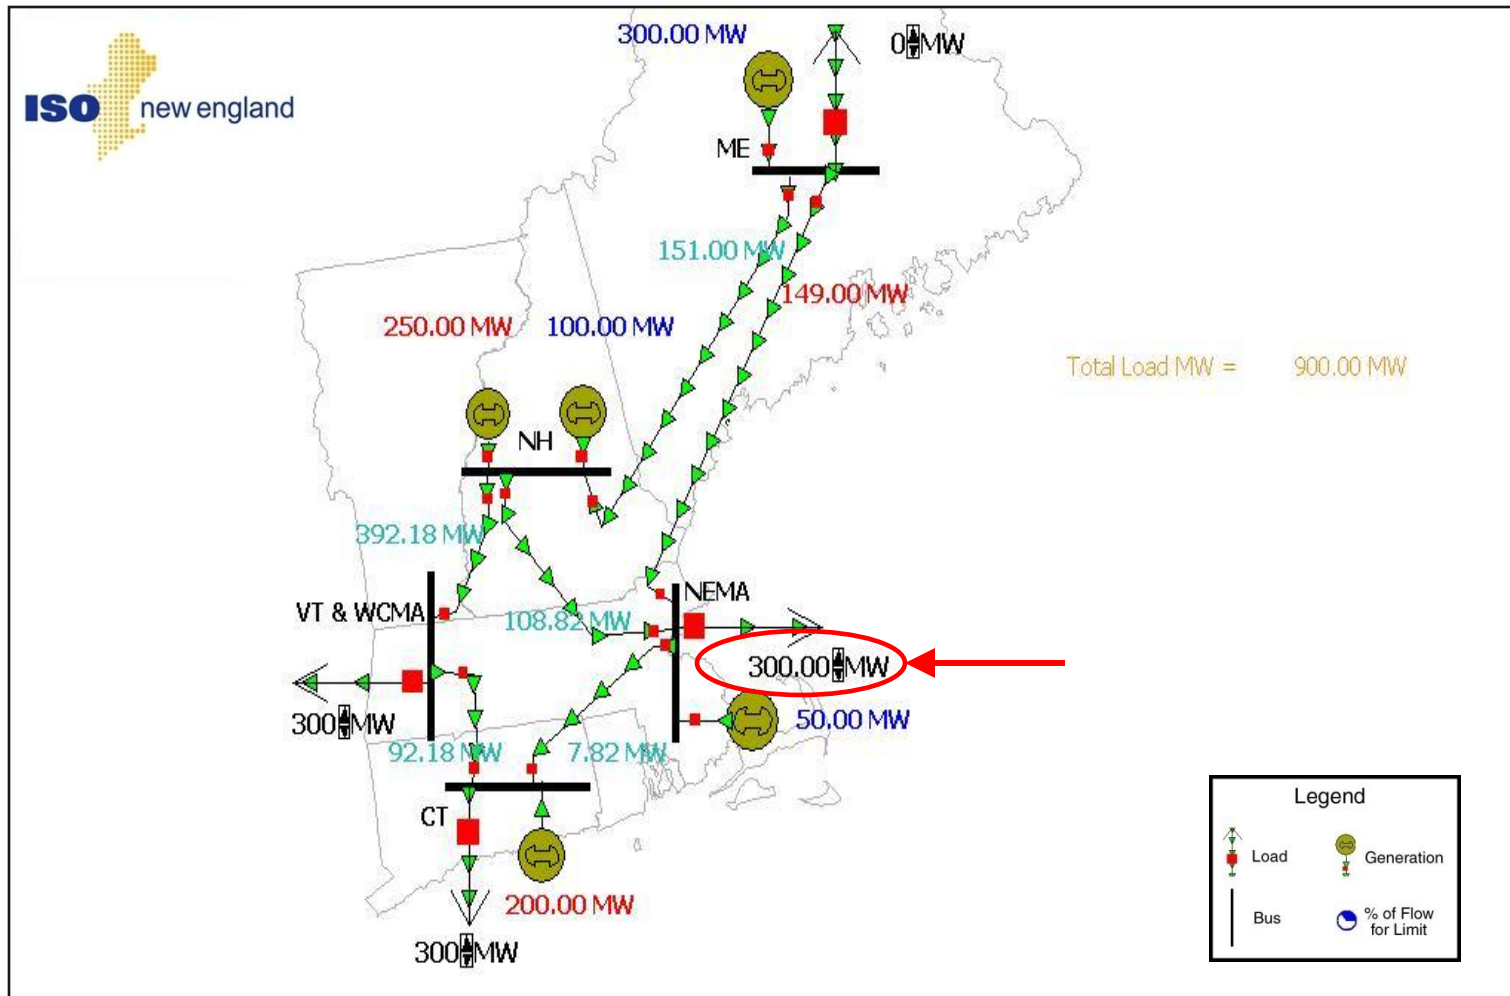 300.00 MW
0 MW
ISO new england
ME
151.00 MW
149.00 MW
250.00 MW
100.00 MW
Total Load MW = 900.00 MW
NH
392.18 MW
NEMA
VT & WCMA
108.82 MW
300.00 MW
300 MW
50.00 MW
92.18 MW
7.82 MW
CT
200.00 MW
300 MW
Legend
Load
Generation
Bus
% of Flow
for Limit